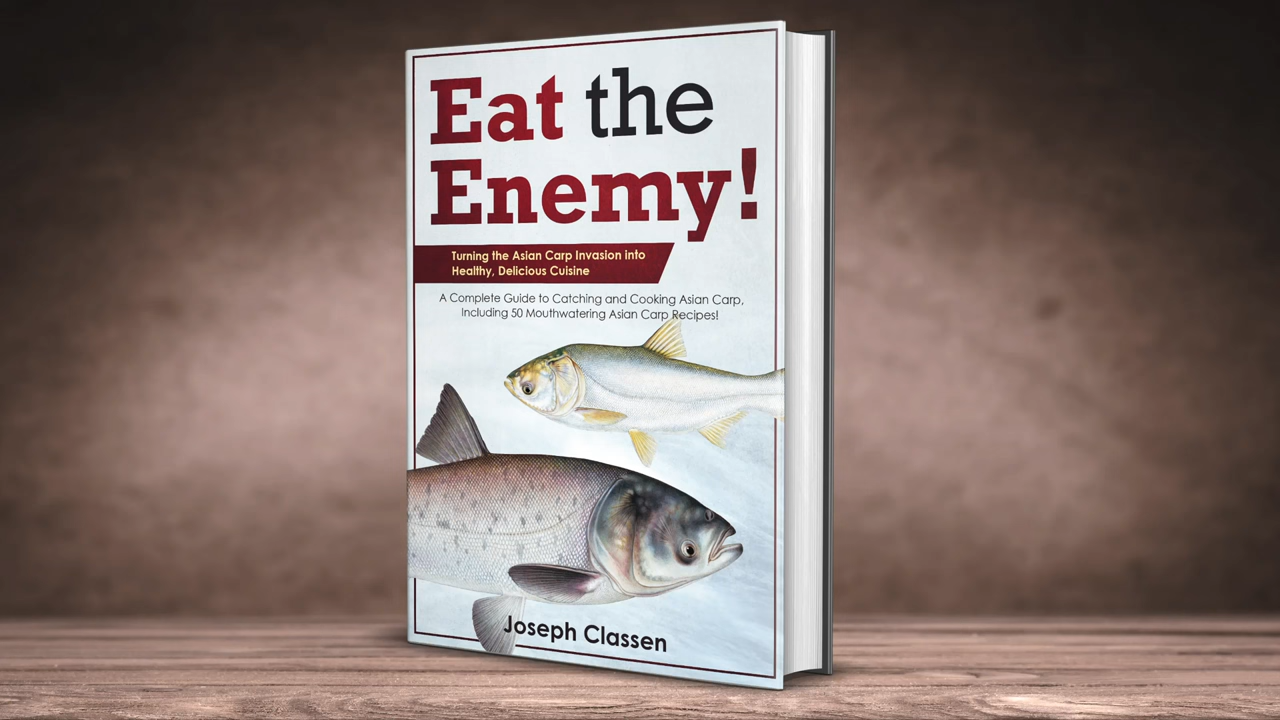 Eat the
Enemy!
Turning the Asian Carp Invasion into
Healthy, Delicious Cuisine
A Complete Guide to Catching and Cooking Asian Carp,
Including 50 Mouthwatering Asian Carp Recipes!
Joseph Classen